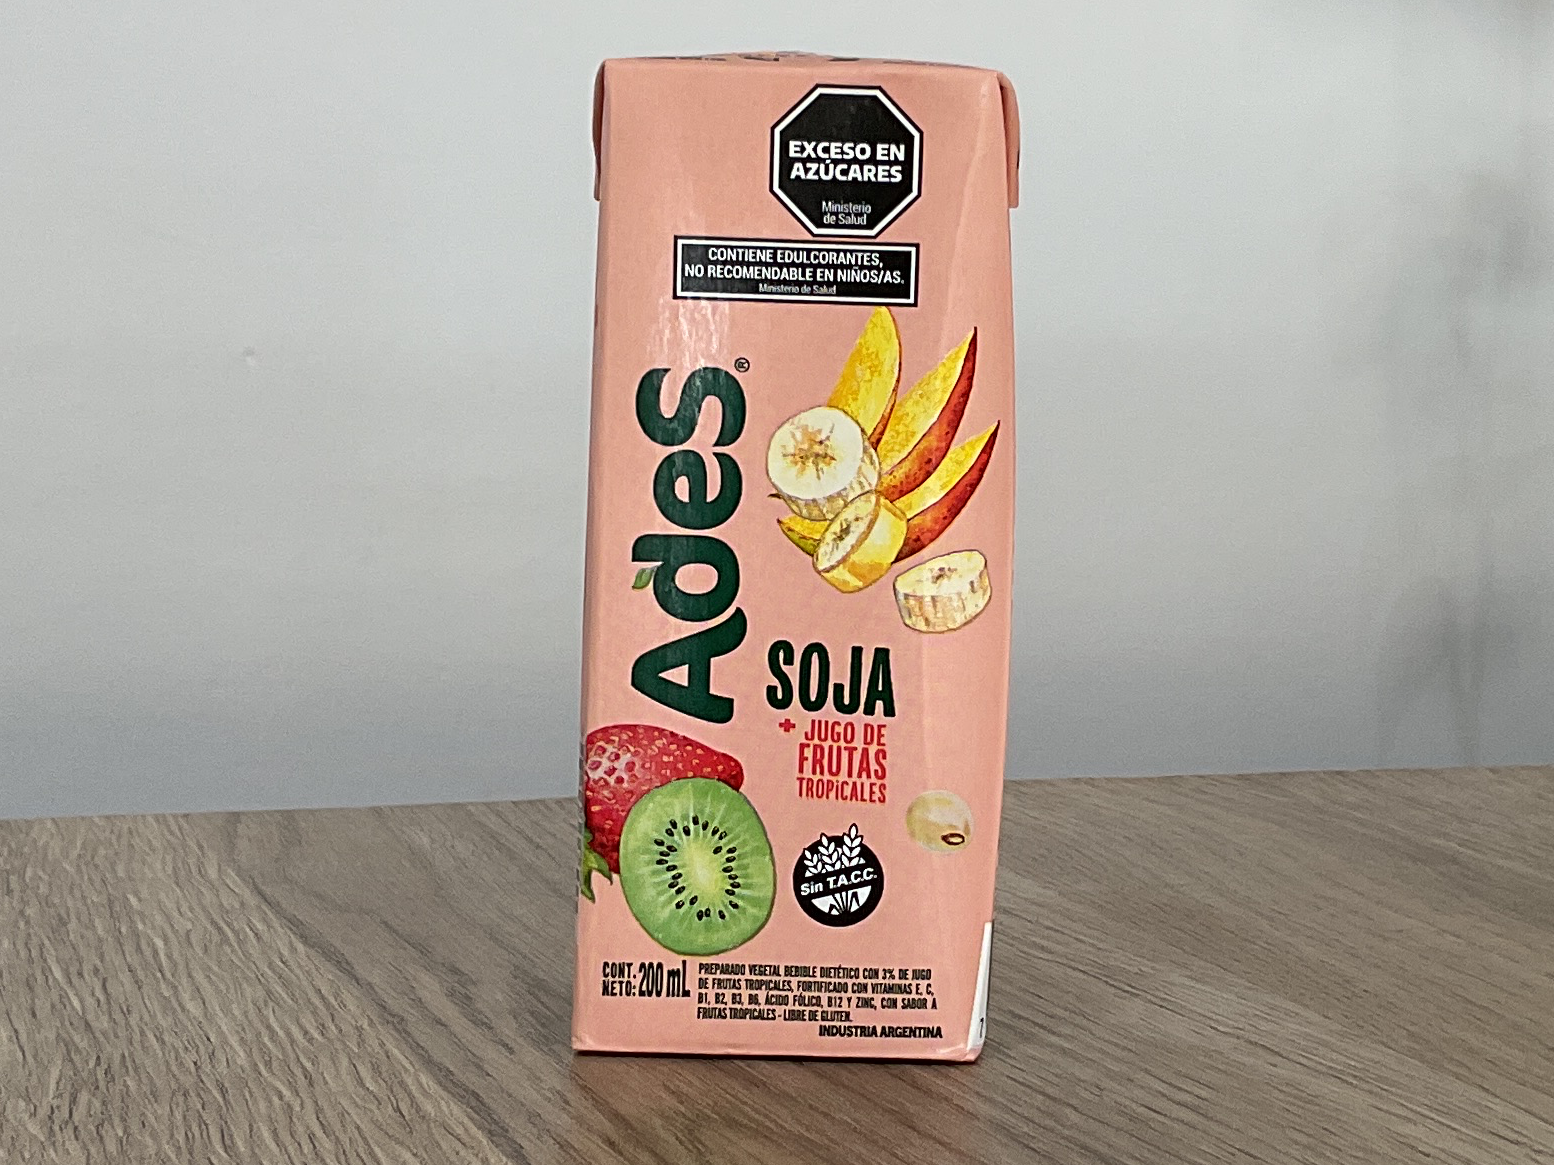 EXCESO EN
AZÚCARES
Ministerio
de Salud
CONTIENE EDULCORANTES,
NO RECOMENDABLE EN NIÑOS/AS.
Ministerio de Salud
AdeS®
SOJA
+ JUGO DE
FRUTAS
TROPICALES
Sin T.A.C.C.
CONT.
NETO: 200 mL
PREPARADO VEGETAL BEBIBLE DIETÉTICO CON 3% DE JUGO
DE FRUTAS TROPICALES, FORTIFICADO CON VITAMINAS E, C,
B1, B2, B3, B6, ÁCIDO FÓLICO, B12 Y ZINC, CON SABOR A
FRUTAS TROPICALES - LIBRE DE GLUTEN.
INDUSTRIA ARGENTINA